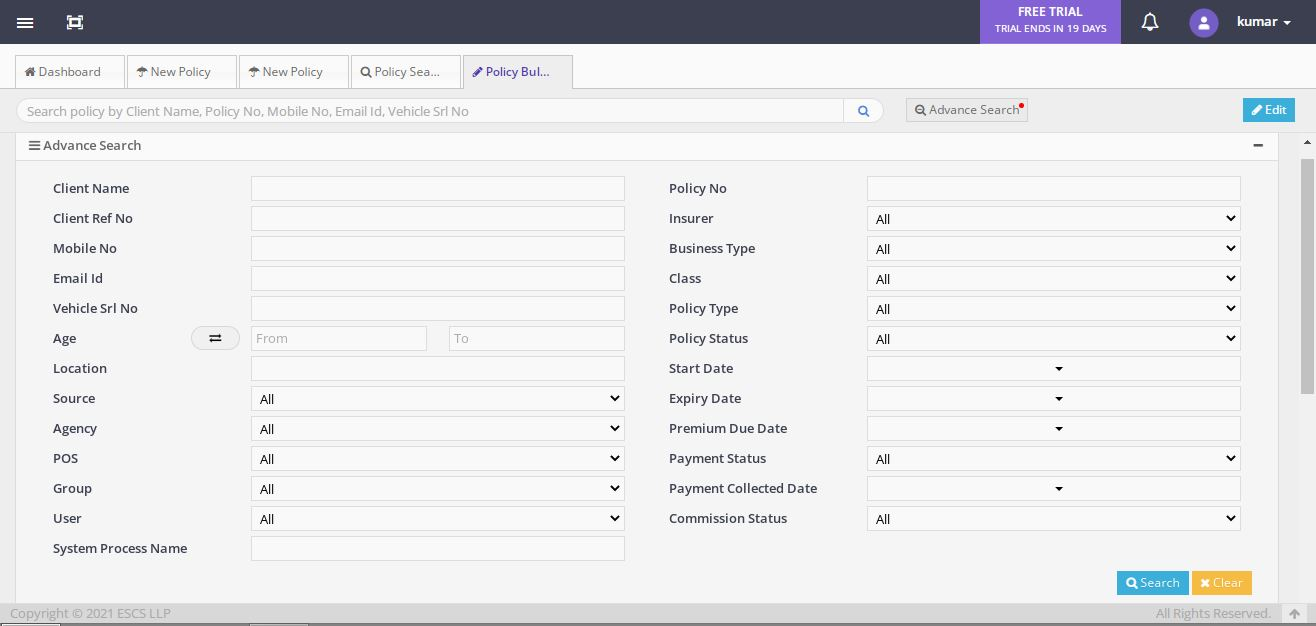 FREE TRIAL
TRIAL ENDS IN 19 DAYS
kumar
Dashboard
New Policy
New Policy
Policy Sea...
Policy Bul...
Search policy by Client Name, Policy No, Mobile No, Email Id, Vehicle Srl No
Advance Search
Edit
Advance Search
Client Name
Policy No
Client Ref No
Insurer All
Mobile No
Business Type All
Email Id
Class All
Vehicle Srl No
Policy Type All
Age From To
Policy Status All
Location
Start Date
Source All
Expiry Date
Agency All
Premium Due Date
POS All
Payment Status All
Group All
Payment Collected Date
User All
Commission Status All
System Process Name
Search
Clear
Copyright © 2021 ESCS LLP
All Rights Reserved.